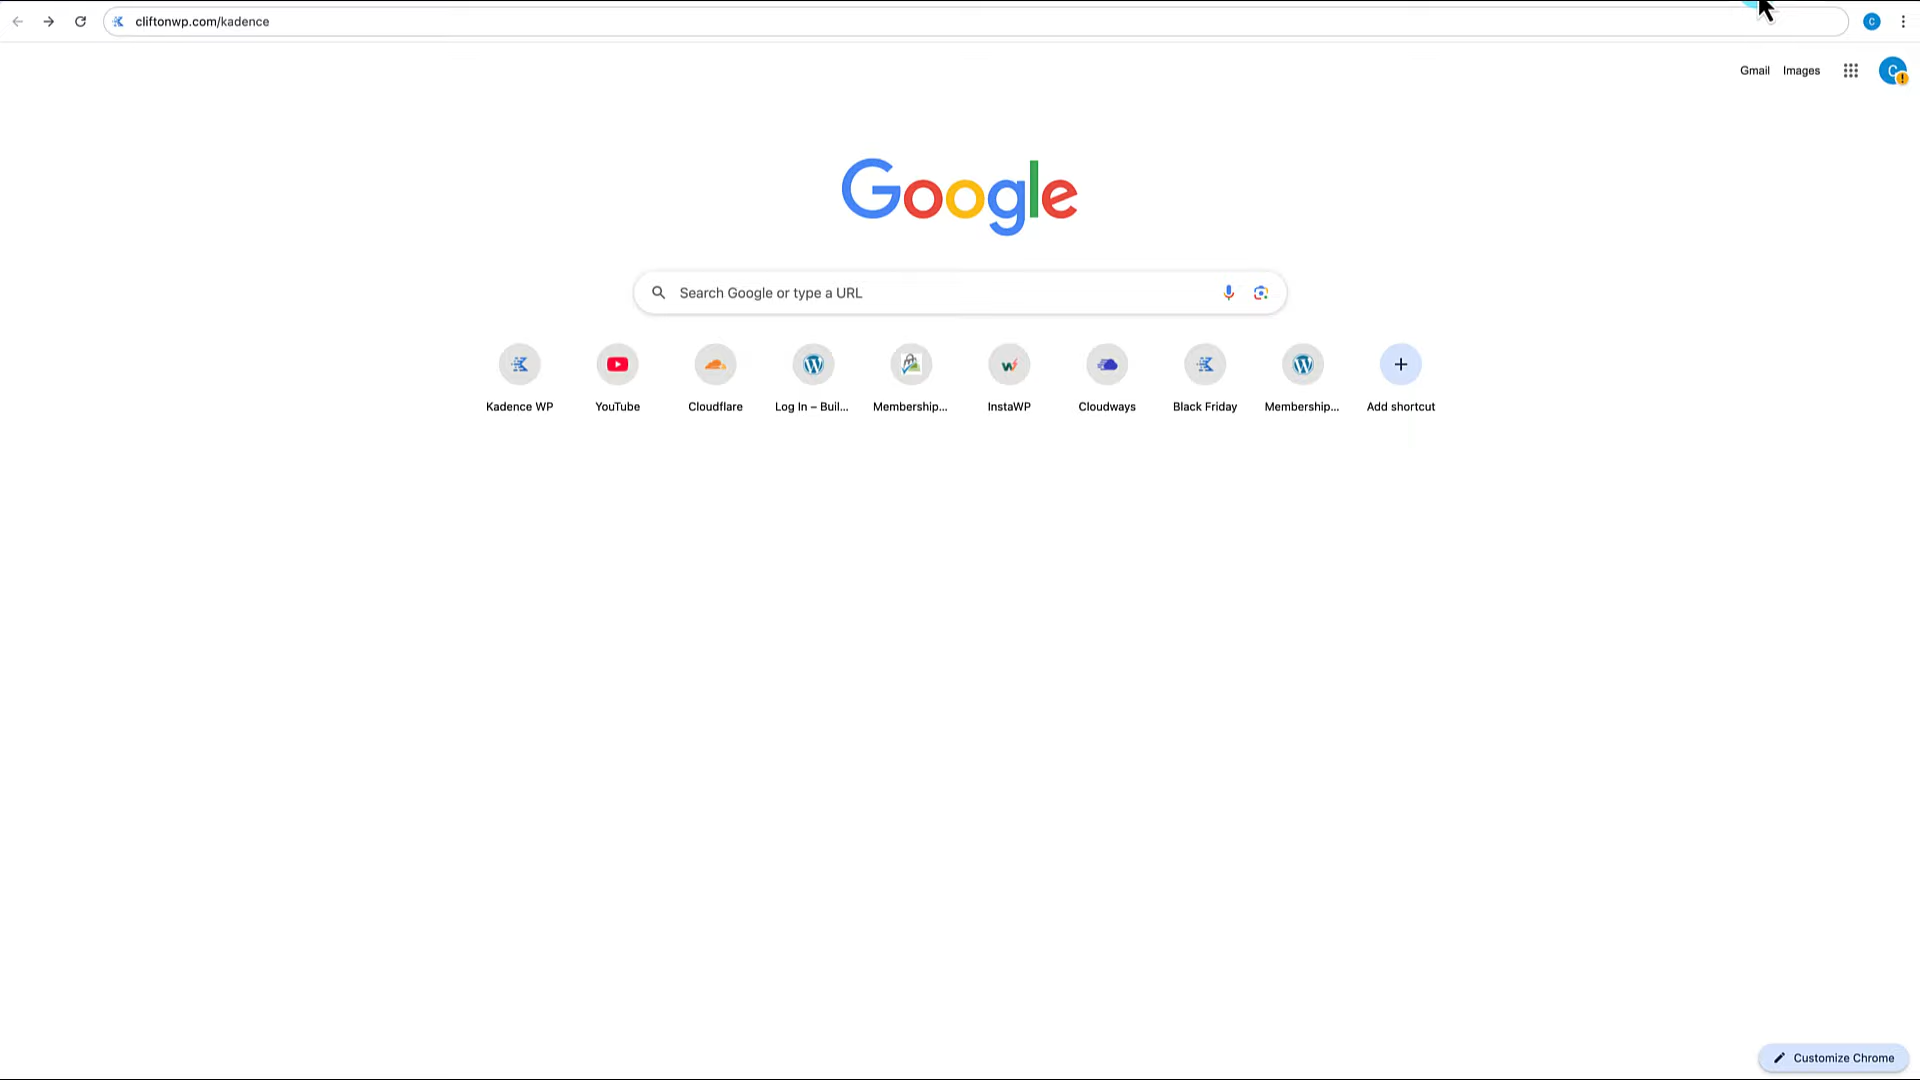 cliftonwp.com/kadence
C
Gmail Images
C
Google
Search Google or type a URL
Kadence WP YouTube Cloudflare Log In – Buil... Membership... InstaWP Cloudways Black Friday Membership... Add shortcut
Customize Chrome